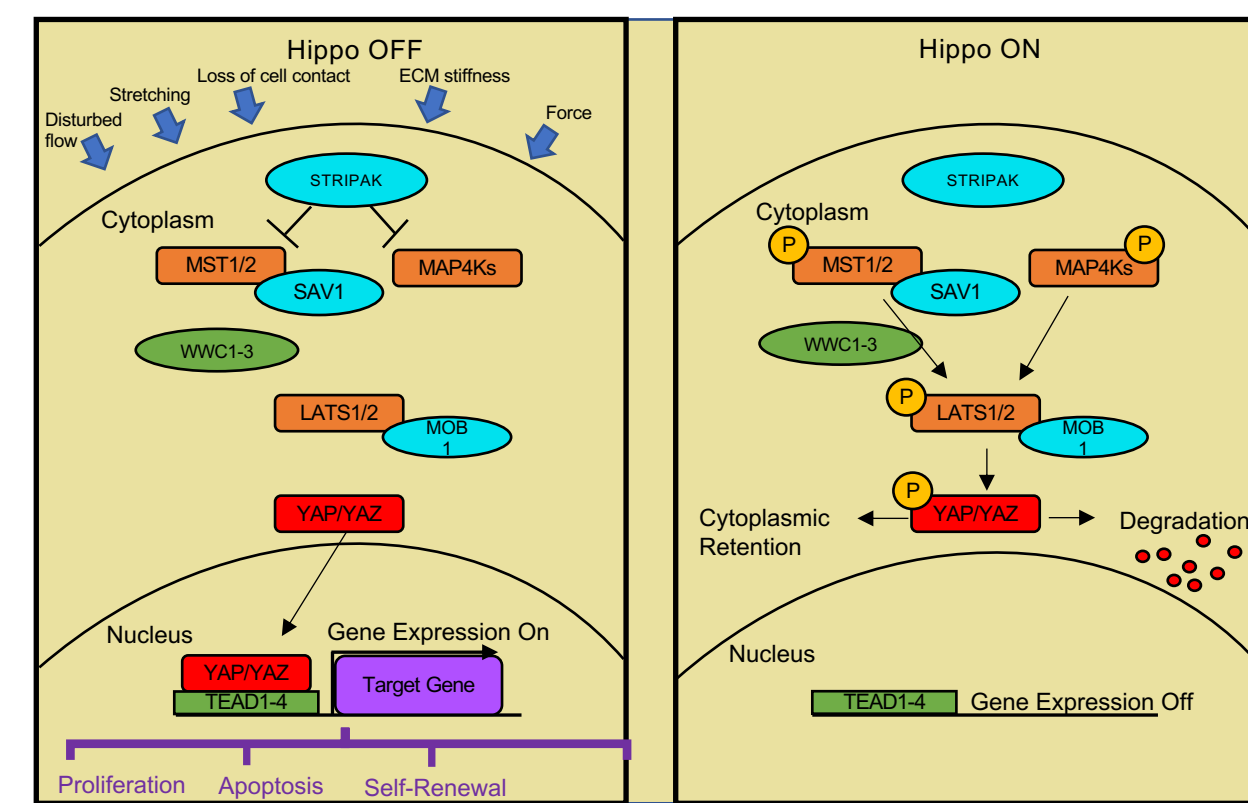 Hippo OFF
Loss of cell contact
ECM stiffness
Stretching
Force
Disturbed
flow
STRIPAK
Cytoplasm
MST1/2
MAP4Ks
SAV1
WWC1-3
LATS1/2
MOB
1
YAP/YAZ
Nucleus
Gene Expression On
YAP/YAZ
Target Gene
TEAD1-4
Proliferation
Apoptosis
Self-Renewal
Hippo ON
STRIPAK
Cytoplasm
P
P
MST1/2
MAP4Ks
SAV1
WWC1-3
P
LATS1/2
MOB
1
P
YAP/YAZ
Cytoplasmic
Retention
Degradation
Nucleus
TEAD1-4
Gene Expression Off